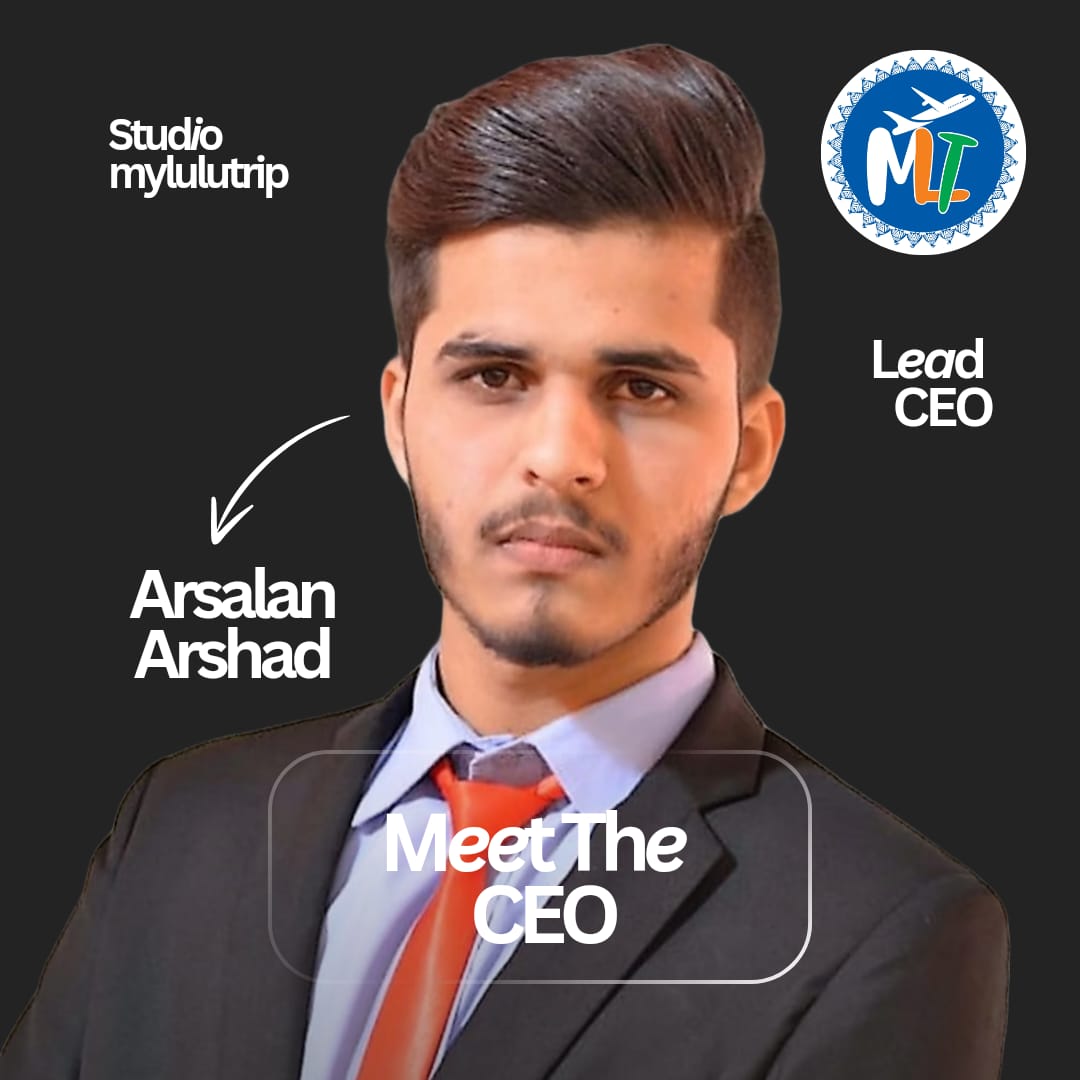 Studio
mylulutrip
MLT
Lead
CEO
Arsalan
Arshad
Meet The
CEO